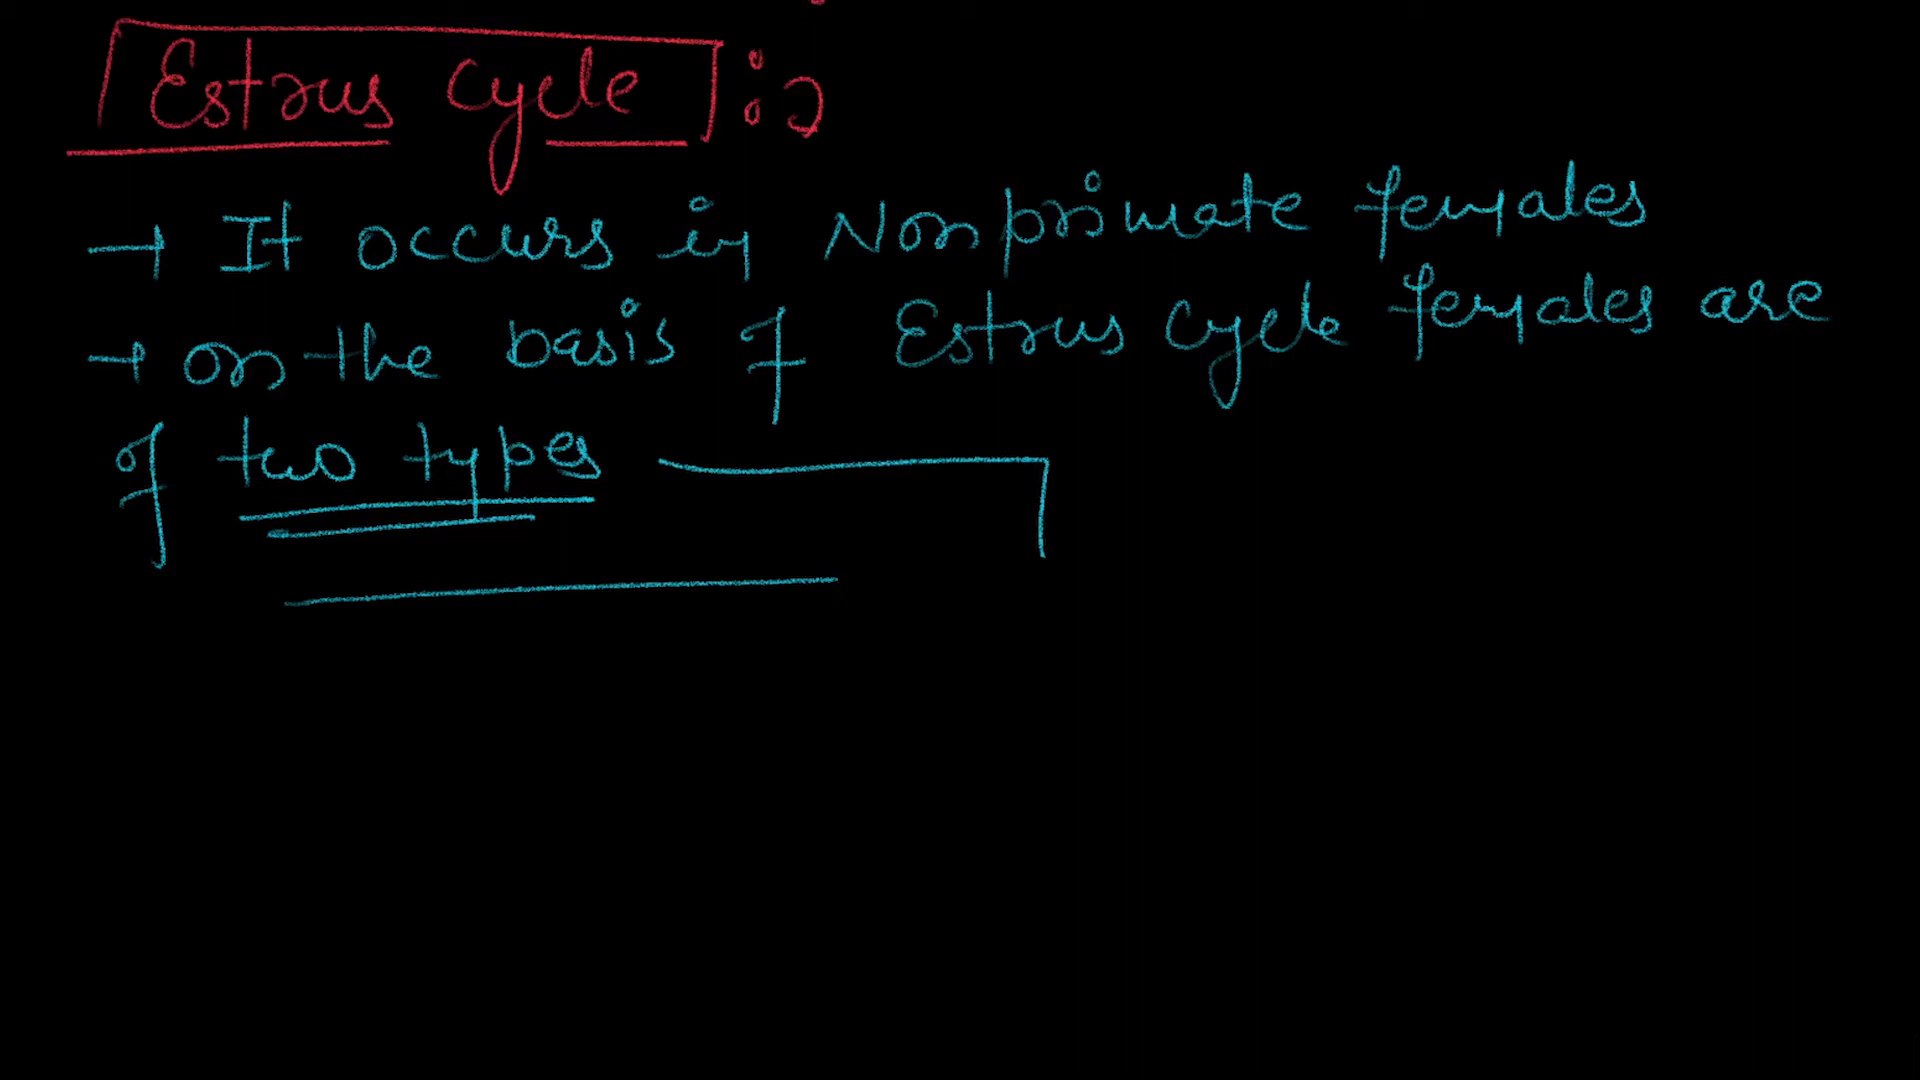 Estrus Cycle :
→ It occurs in Nonprimate females
→ on the basis of Estrus Cycle females are
of two types